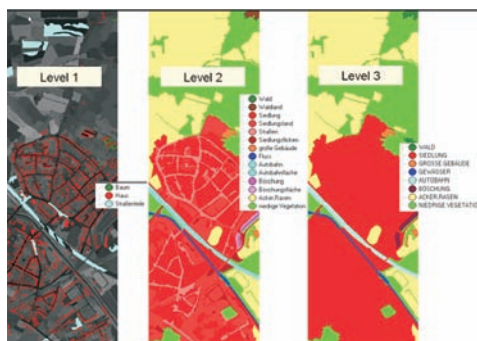 Level 1
Baum
Haus
Straßenteile
Level 2
Wald
Waldrand
Siedlung
Siedlungsrand
Straßen
Siedlungsflächen
große Gebäude
Fluss
Autobahn
Autobahnfläche
Böschung
Böschungsfläche
Acker,Rasen
niedrige Vegetation
Level 3
WALD
SIEDLUNG
GROSSE GEBÄUDE
GEWÄSSER
AUTOBAHN
BÖSCHUNG
ACKER,RASEN
NIEDRIGE VEGETATION